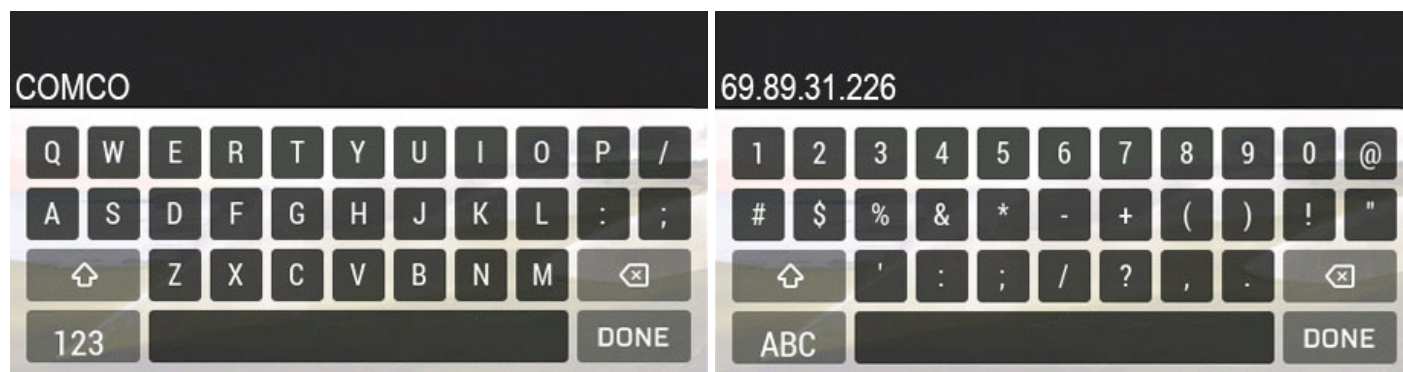 COMCO
Q W E R T Y U I O P /
A S D F G H J K L : ;
Z X C V B N M
123 DONE
69.89.31.226
1 2 3 4 5 6 7 8 9 0 @
# $ % & * - + ( ) ! "
' : ; / ? , .
ABC DONE